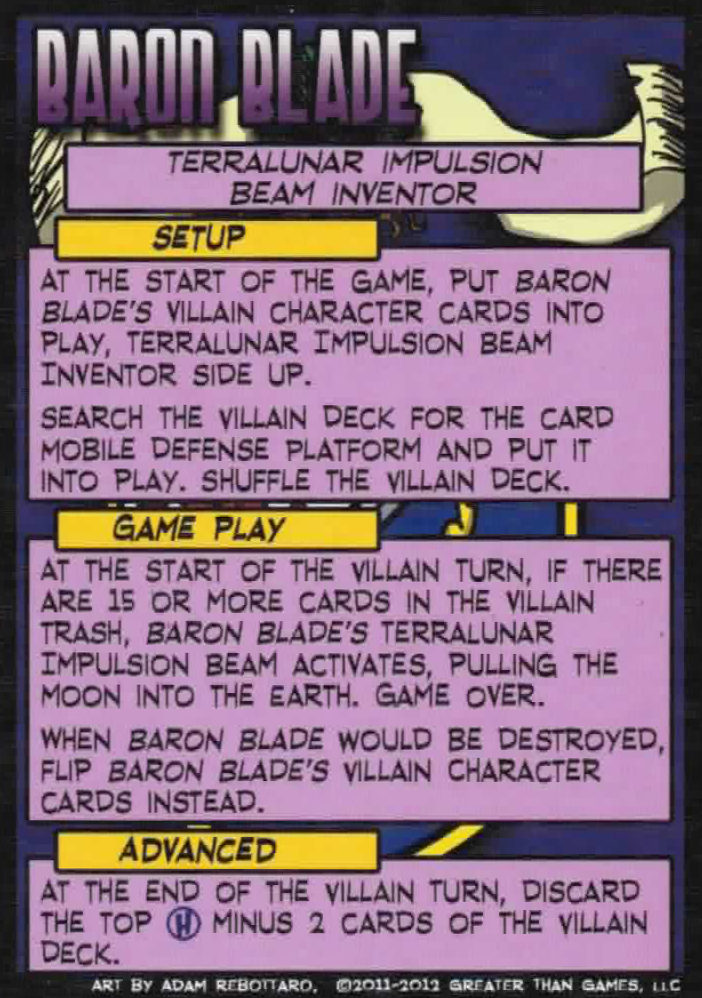 BARON BLADE
TERRALUNAR IMPULSION
BEAM INVENTOR
SETUP
AT THE START OF THE GAME, PUT BARON
BLADE'S VILLAIN CHARACTER CARDS INTO
PLAY, TERRALUNAR IMPULSION BEAM
INVENTOR SIDE UP.
SEARCH THE VILLAIN DECK FOR THE CARD
MOBILE DEFENSE PLATFORM AND PUT IT
INTO PLAY. SHUFFLE THE VILLAIN DECK.
GAME PLAY
AT THE START OF THE VILLAIN TURN, IF THERE
ARE 15 OR MORE CARDS IN THE VILLAIN
TRASH, BARON BLADE'S TERRALUNAR
IMPULSION BEAM ACTIVATES, PULLING THE
MOON INTO THE EARTH. GAME OVER.
WHEN BARON BLADE WOULD BE DESTROYED,
FLIP BARON BLADE'S VILLAIN CHARACTER
CARDS INSTEAD.
ADVANCED
AT THE END OF THE VILLAIN TURN, DISCARD
THE TOP H MINUS 2 CARDS OF THE VILLAIN
DECK.
ART BY ADAM REBOTTARO. ©2011-2012 GREATER THAN GAMES, LLC